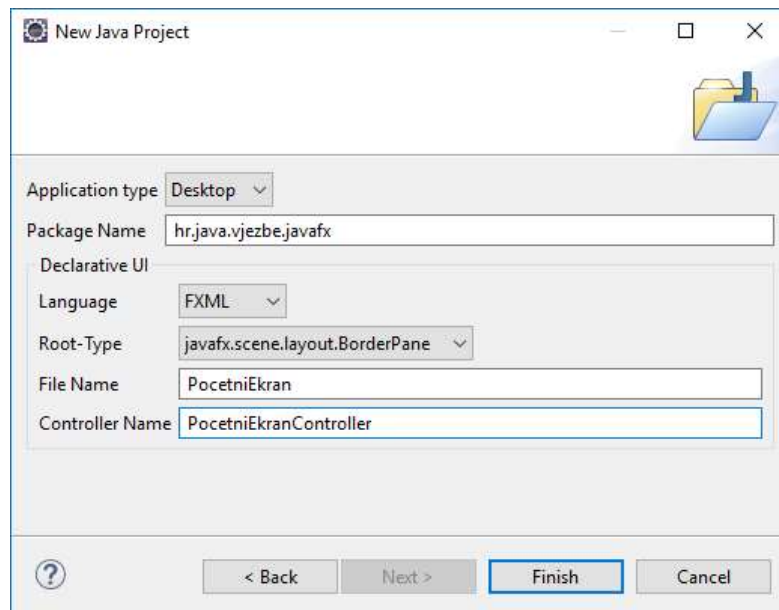 New Java Project
Application type Desktop
Package Name hr.java.vjezbe.javafx
Declarative UI
Language FXML
Root-Type javafx.scene.layout.BorderPane
File Name PocetniEkran
Controller Name PocetniEkranController
? < Back Next > Finish Cancel